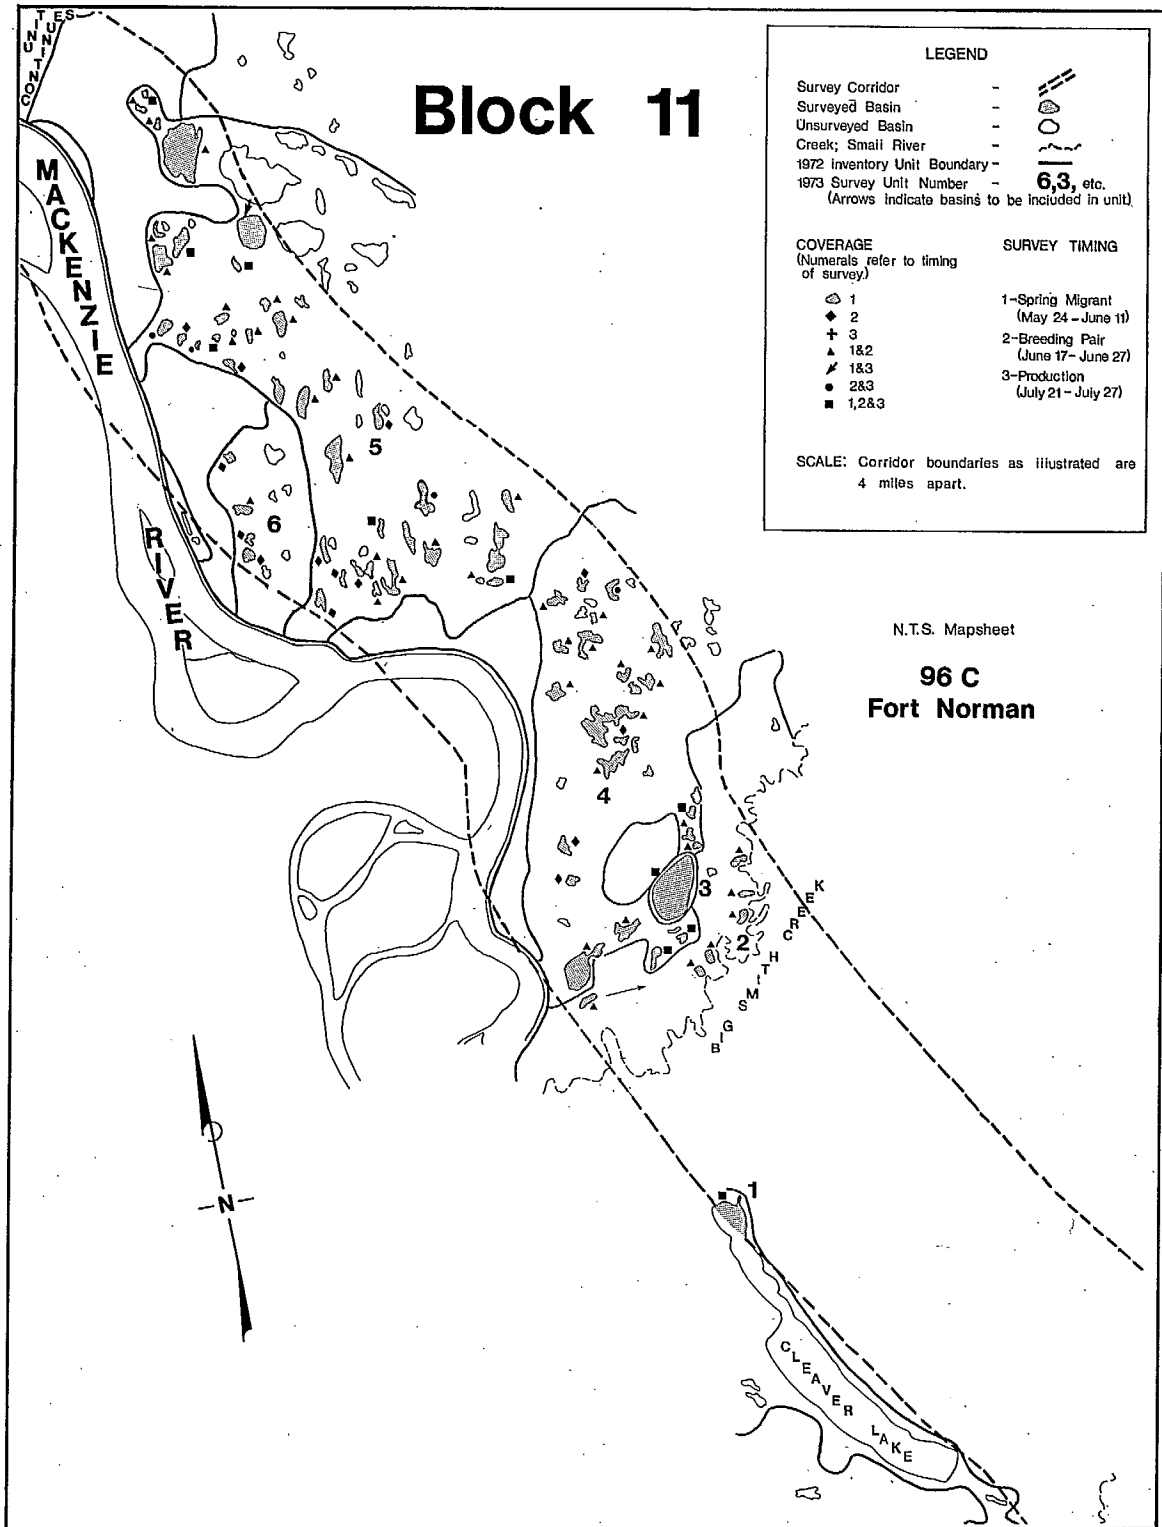 CONTINUTUNITUES
Block 11
LEGEND
Survey Corridor -
Surveyed Basin -
Unsurveyed Basin -
Creek; Small River -
1972 Inventory Unit Boundary -
1973 Survey Unit Number - 6,3, etc.
(Arrows indicate basins to be included in unit).
COVERAGE
(Numerals refer to timing
of survey.)
1
2
3
1&2
1&3
2&3
1,2&3
SURVEY TIMING
1-Spring Migrant
(May 24 - June 11)
2-Breeding Pair
(June 17 - June 27)
3-Production
(July 21 - July 27)
SCALE: Corridor boundaries as illustrated are
4 miles apart.
MACKENZIE
RIVER
5
6
N.T.S. Mapsheet
96 C
Fort Norman
4
3
2
BIG SMITH CREEK
N
1
CLEAVER LAKE